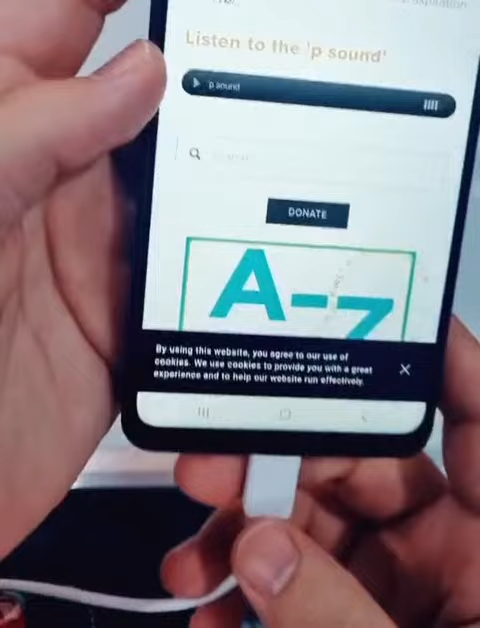 Listen to the 'p sound'
'p sound
DONATE
A-Z
By using this website, you agree to our use of
cookies. We use cookies to provide you with a great
experience and to help our website run effectively.